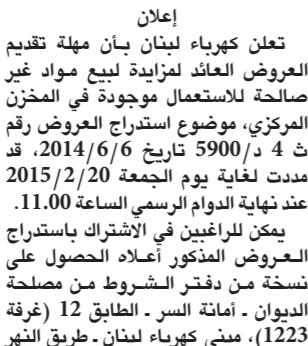 إعلان
تعلن كهرباء لبنان بأن مهلة تقديم
العروض العائد لمزايدة لبيع مواد غير
صالحة للاستعمال موجودة في المخزن
المركزي، موضوع استدراج العروض رقم
ث 4 د/5900 تاريخ 2014/6/6، قد
مددت لغاية يوم الجمعة 2015/2/20
عند نهاية الدوام الرسمي الساعة 11.00.
يمكن للراغبين في الاشتراك باستدراج
العروض المذكور أعلاه الحصول على
نسخة من دفتر الشروط من مصلحة
الديوان ـ أمانة السر ـ الطابق 12 (غرفة
1223)، مبنى كهرباء لبنان ـ طريق النهر